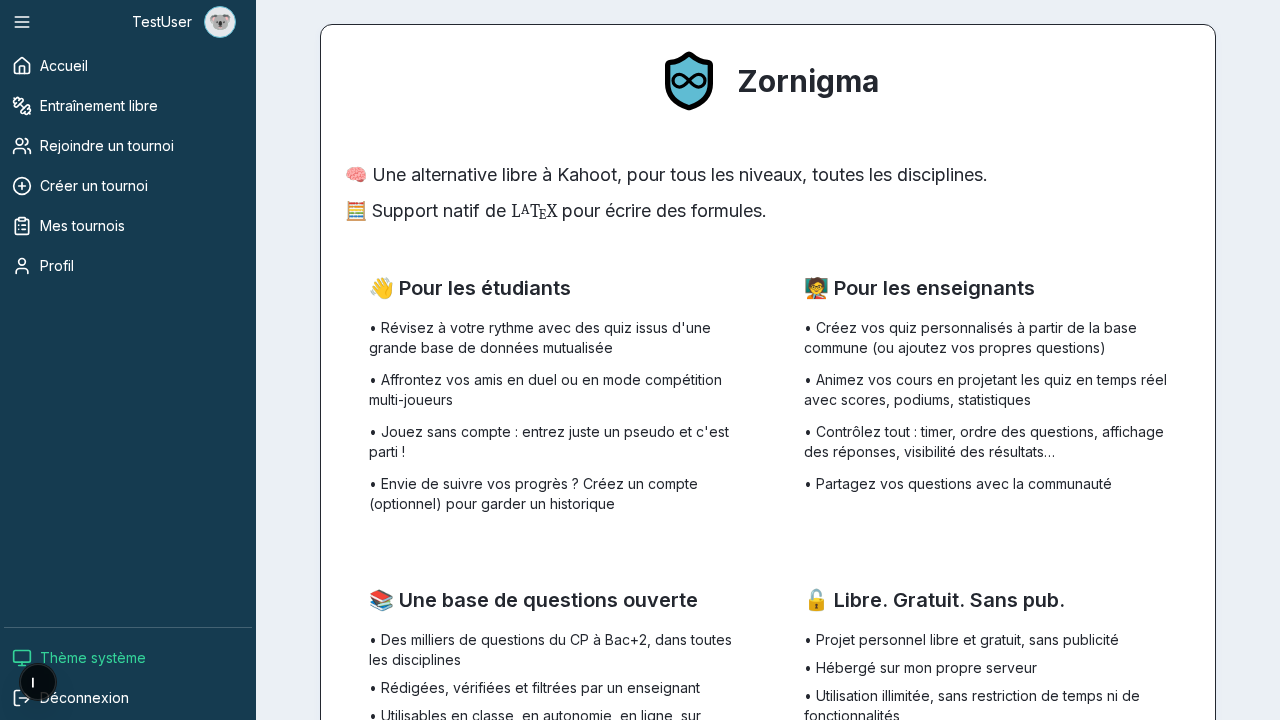 TestUser
Accueil
Entraînement libre
Rejoindre un tournoi
Créer un tournoi
Mes tournois
Profil
Thème système
Déconnexion
Zornigma
🧠 Une alternative libre à Kahoot, pour tous les niveaux, toutes les disciplines.
🧮 Support natif de LATEX pour écrire des formules.
👋 Pour les étudiants
• Révisez à votre rythme avec des quiz issus d'une
grande base de données mutualisée
• Affrontez vos amis en duel ou en mode compétition
multi-joueurs
• Jouez sans compte : entrez juste un pseudo et c'est
parti !
• Envie de suivre vos progrès ? Créez un compte
(optionnel) pour garder un historique
🧑‍🏫 Pour les enseignants
• Créez vos quiz personnalisés à partir de la base
commune (ou ajoutez vos propres questions)
• Animez vos cours en projetant les quiz en temps réel
avec scores, podiums, statistiques
• Contrôlez tout : timer, ordre des questions, affichage
des réponses, visibilité des résultats…
• Partagez vos questions avec la communauté
📚 Une base de questions ouverte
• Des milliers de questions du CP à Bac+2, dans toutes
les disciplines
• Rédigées, vérifiées et filtrées par un enseignant
• Utilisables en classe, en autonomie, en ligne, sur
🔓 Libre. Gratuit. Sans pub.
• Projet personnel libre et gratuit, sans publicité
• Hébergé sur mon propre serveur
• Utilisation illimitée, sans restriction de temps ni de
fonctionnalités